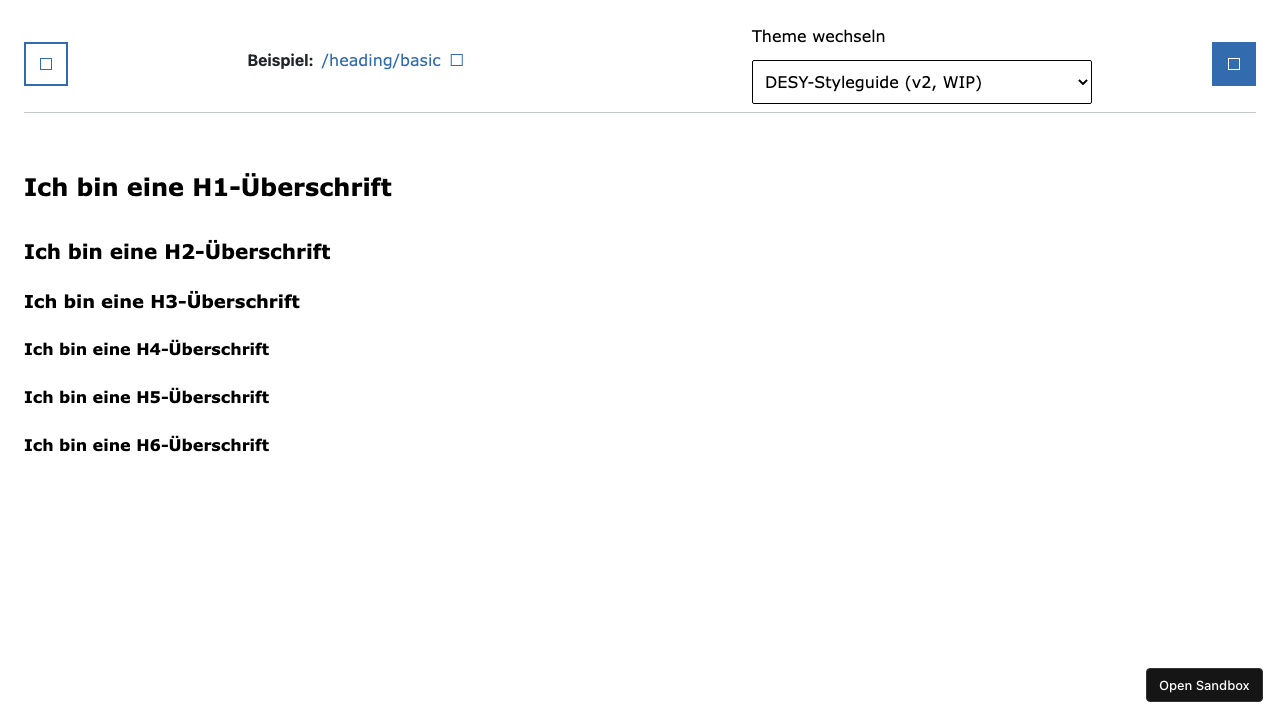 Theme wechseln
Beispiel: /heading/basic
DESY-Styleguide (v2, WIP)
Ich bin eine H1-Überschrift
Ich bin eine H2-Überschrift
Ich bin eine H3-Überschrift
Ich bin eine H4-Überschrift
Ich bin eine H5-Überschrift
Ich bin eine H6-Überschrift
Open Sandbox